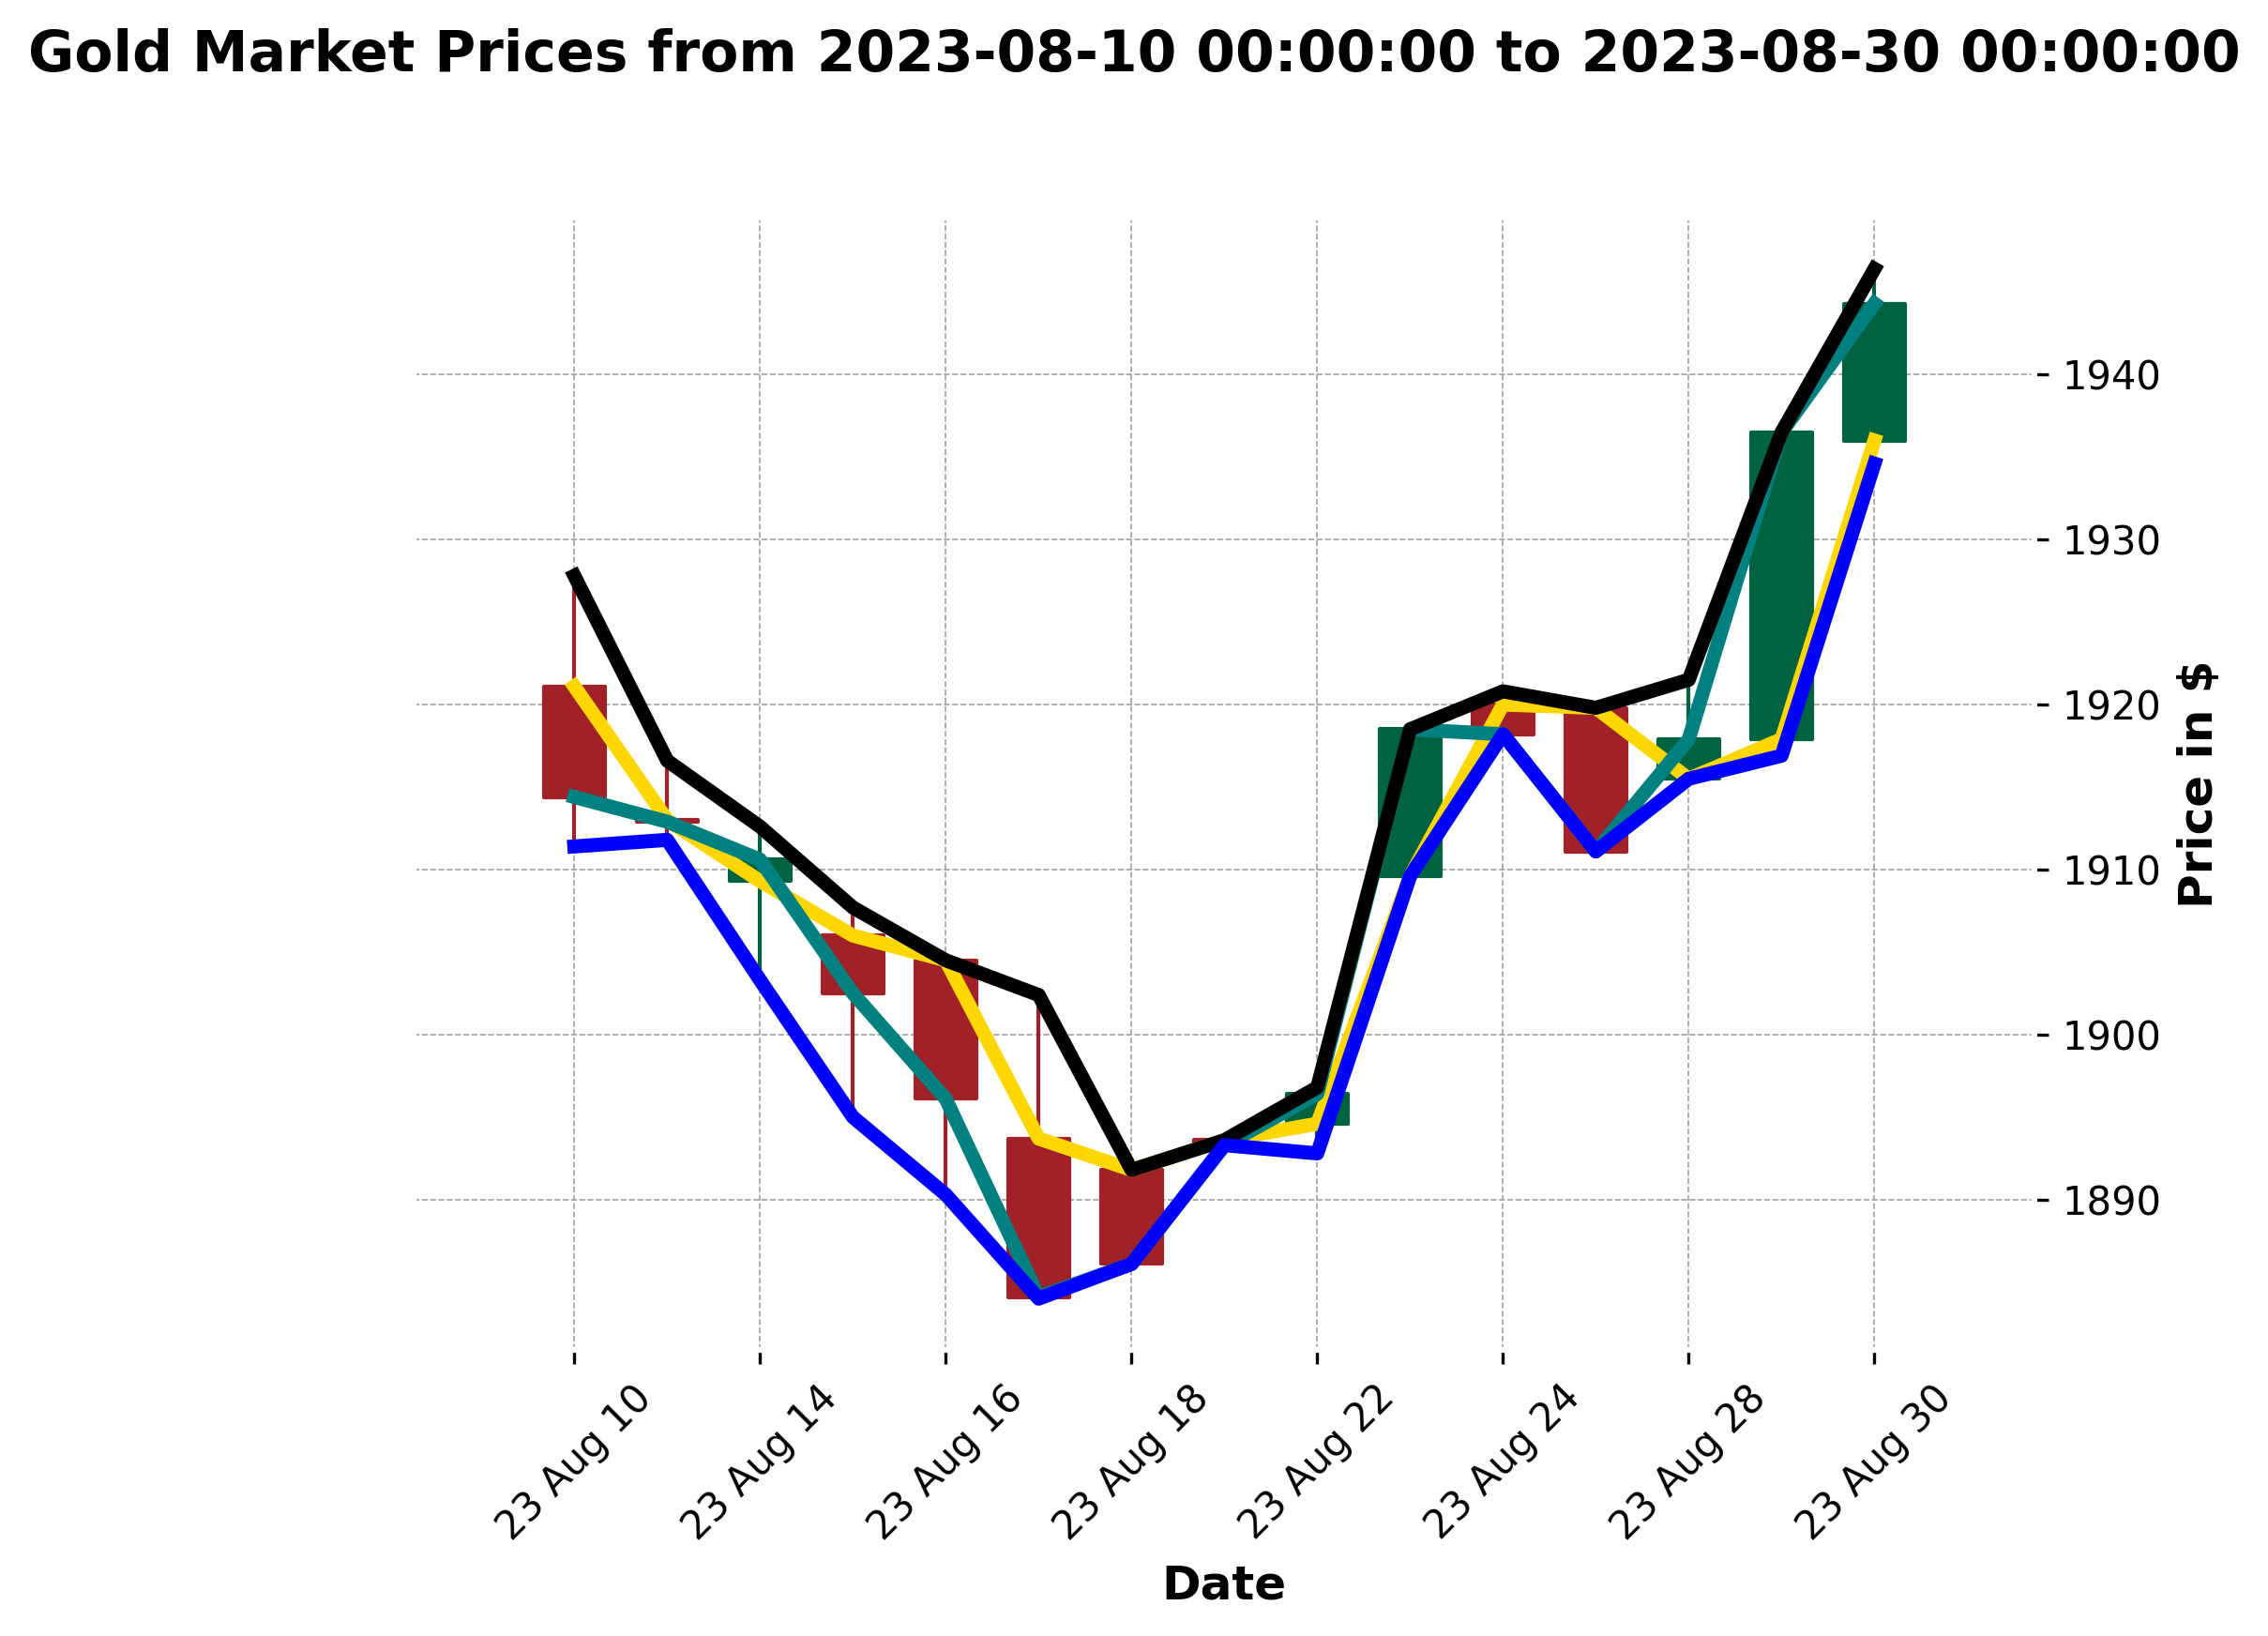 Gold Market Prices from 2023-08-10 00:00:00 to 2023-08-30 00:00:00
1940
1930
1920
1910
1900
1890
Price in $
23 Aug 10
23 Aug 14
23 Aug 16
23 Aug 18
23 Aug 22
23 Aug 24
23 Aug 28
23 Aug 30
Date